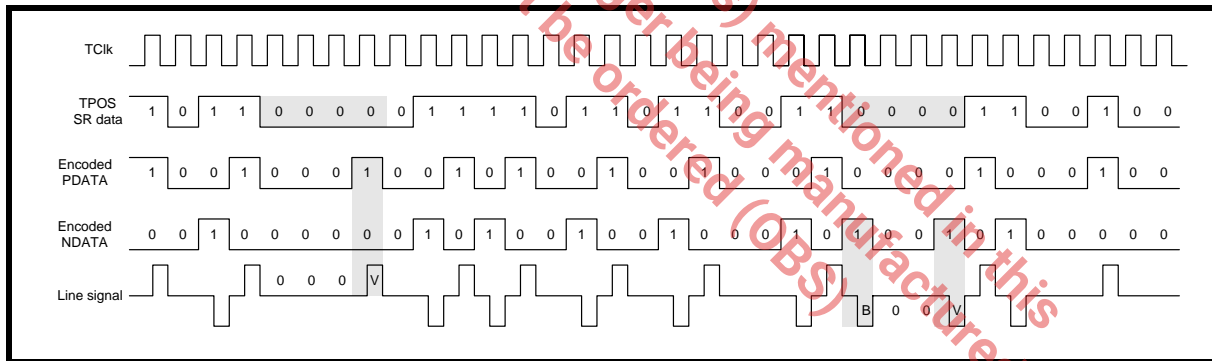 TClk
TPOS
SR data
1 0 1 1 0 0 0 0 0 1 1 1 1 0 1 1 0 1 1 0 0 1 1 0 0 0 0 1 1 0 0 1 0 0
Encoded
PDATA
1 0 0 1 0 0 0 1 0 0 1 0 1 0 0 1 0 0 1 0 0 0 1 0 0 0 0 1 0 0 0 1 0 0
Encoded
NDATA
0 0 1 0 0 0 0 0 0 1 0 1 0 0 1 0 0 1 0 0 0 1 0 1 0 0 1 0 1 0 0 0 0 0
Line signal
0 0 0 V B 0 0 V
mentioned in this
being
be ordered (OBS)